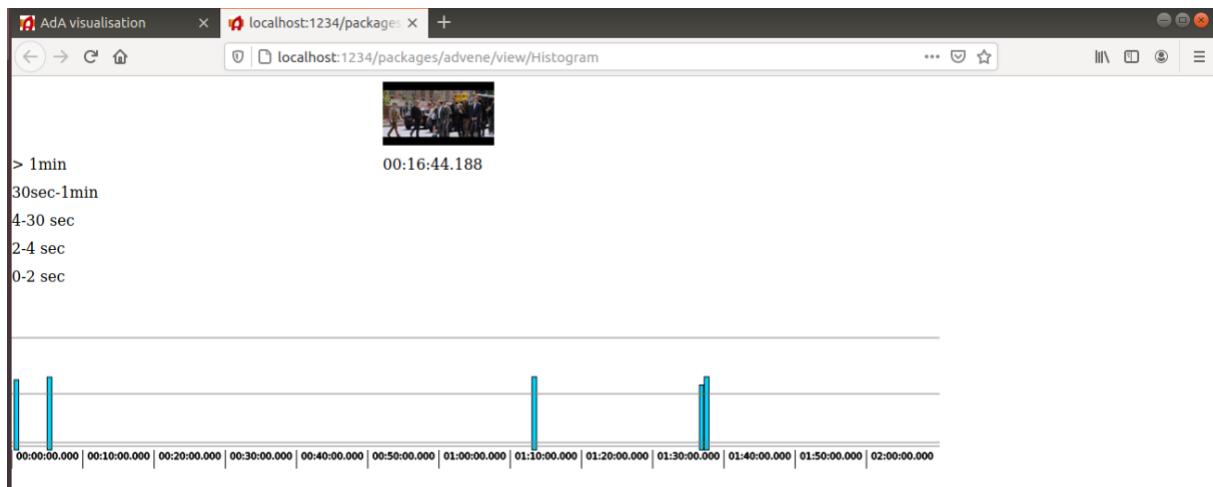 AdA visualisation
localhost:1234/packages
localhost:1234/packages/advene/view/Histogram
> 1min
00:16:44.188
30sec-1min
4-30 sec
2-4 sec
0-2 sec
00:00:00.000 00:10:00.000 00:20:00.000 00:30:00.000 00:40:00.000 00:50:00.000 01:00:00.000 01:10:00.000 01:20:00.000 01:30:00.000 01:40:00.000 01:50:00.000 02:00:00.000